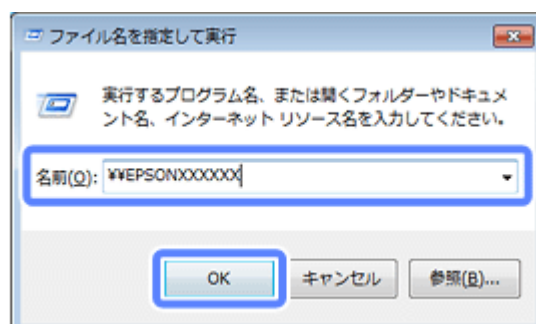 ファイル名を指定して実行
実行するプログラム名、または開くフォルダーやドキュメ
ント名、インターネット リソース名を入力してください。
名前(O): ¥¥EPSONXXXXXX
OK キャンセル 参照(B)...